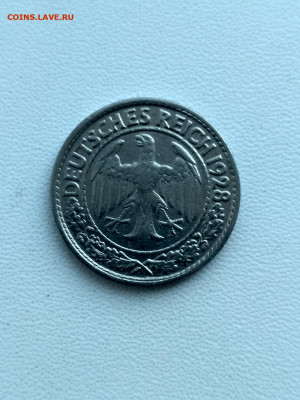 COINS.LAVE.RU
DEUTSCHES REICH 1928
A